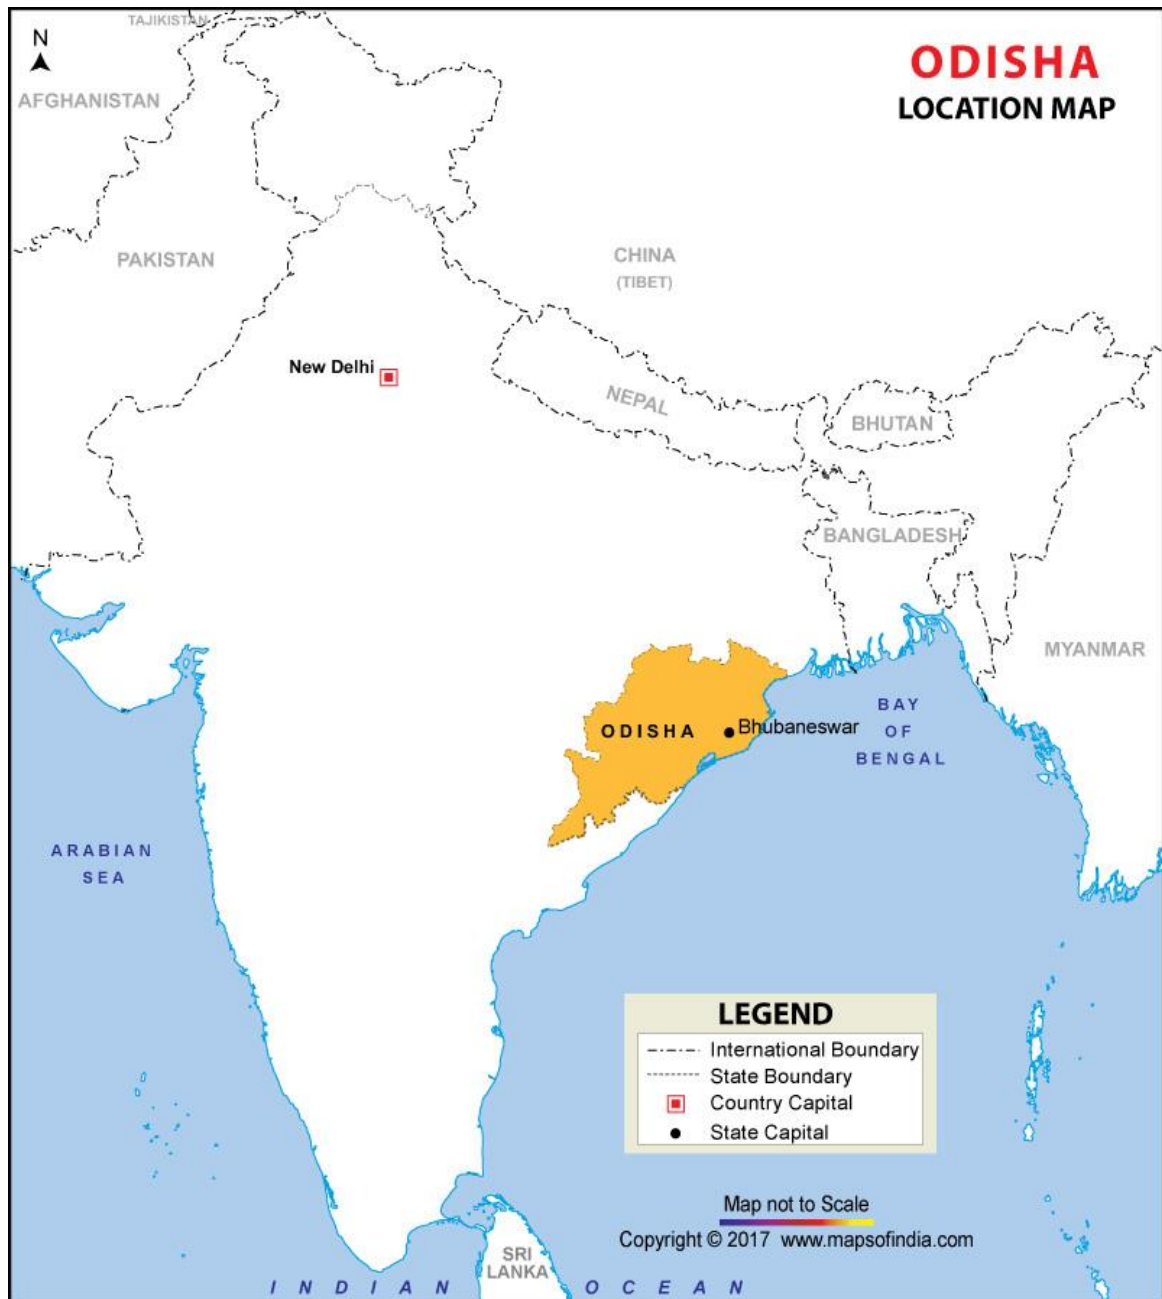 TAJIKISTAN
N
ODISHA
LOCATION MAP
AFGHANISTAN
PAKISTAN
CHINA
(TIBET)
New Delhi
NEPAL
BHUTAN
BANGLADESH
MYANMAR
ODISHA
Bhubaneswar
BAY
OF
BENGAL
ARABIAN
SEA
LEGEND
International Boundary
State Boundary
Country Capital
State Capital
Map not to Scale
Copyright © 2017 www.mapsofindia.com
SRI
LANKA
INDIAN OCEAN